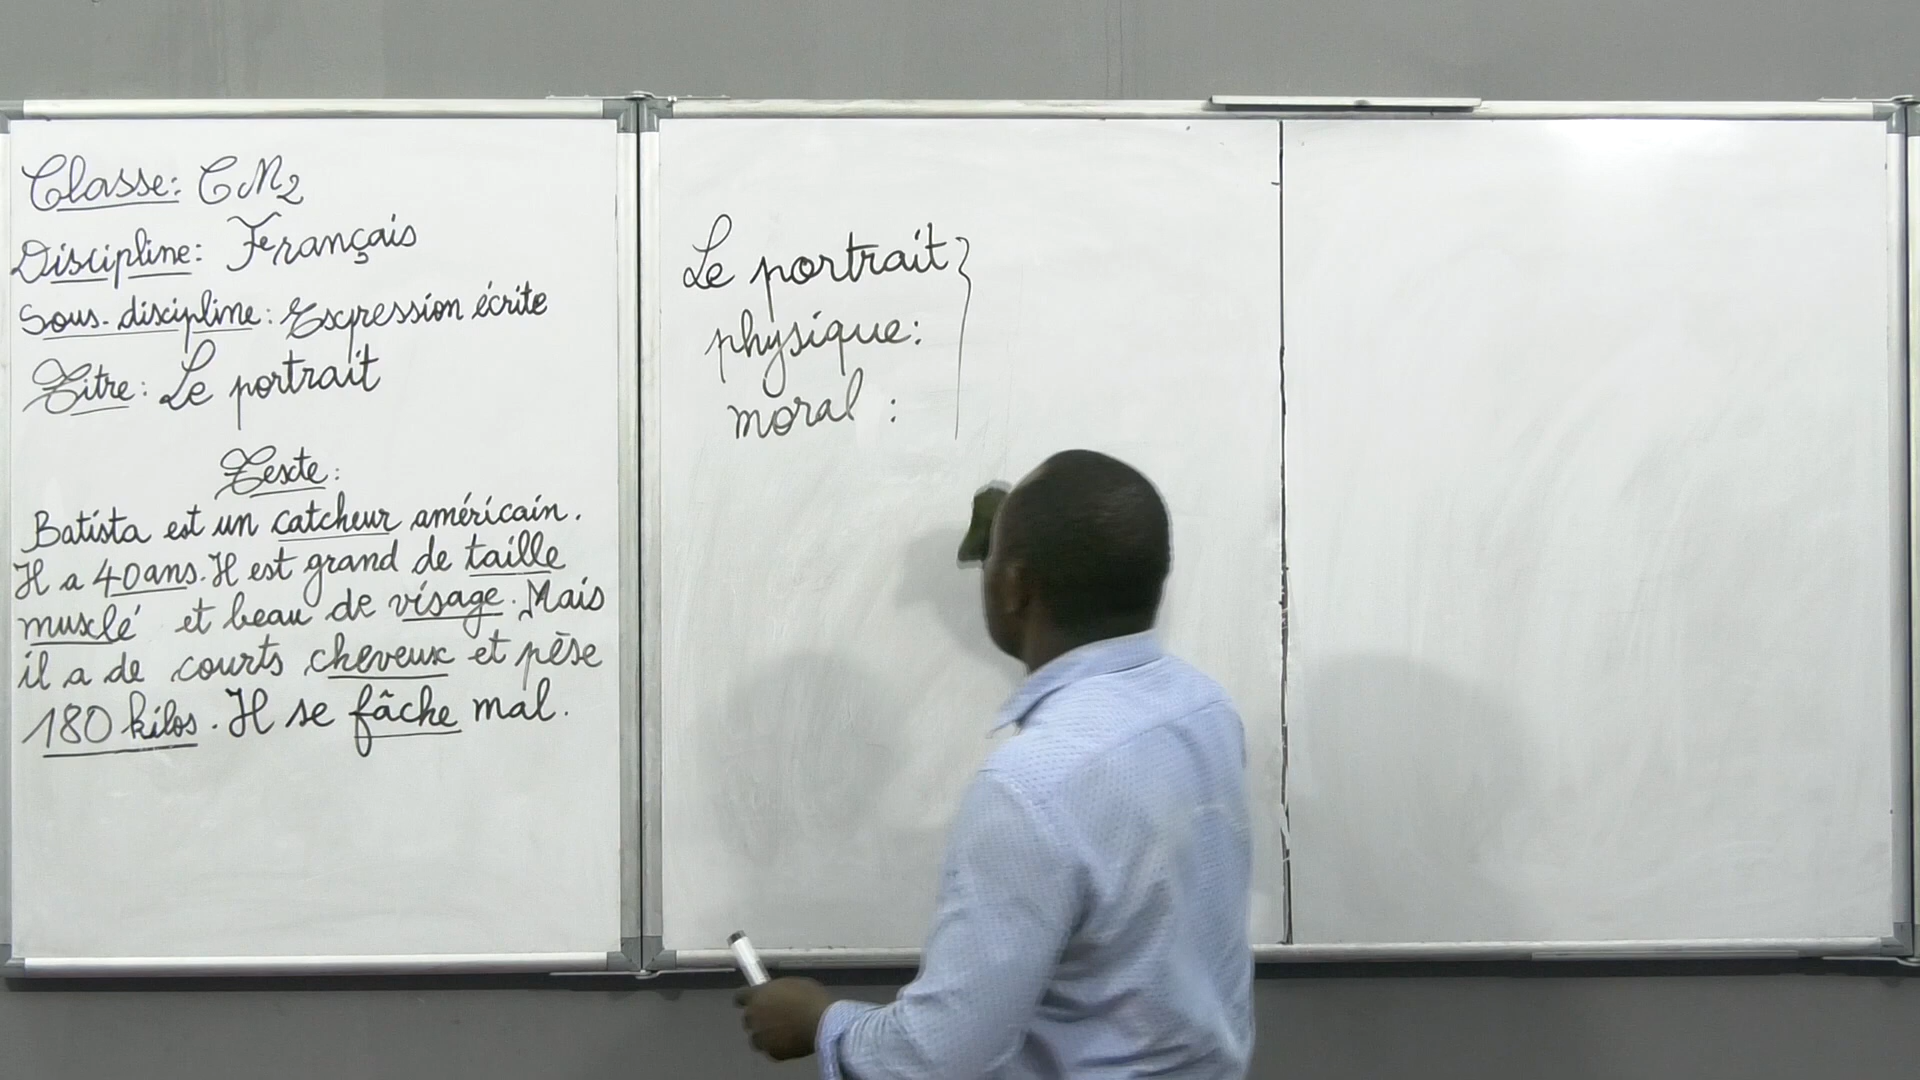 Classe: CM2
Discipline: Français
Sous-discipline: Expression écrite
Titre: Le portrait
Texte:
Batista est un catcheur américain.
Il a 40 ans. Il est grand de taille
musclé et beau de visage. Mais
il a de courts cheveux et pèse
180 kilos. Il se fâche mal.
Le portrait
physique:
moral :